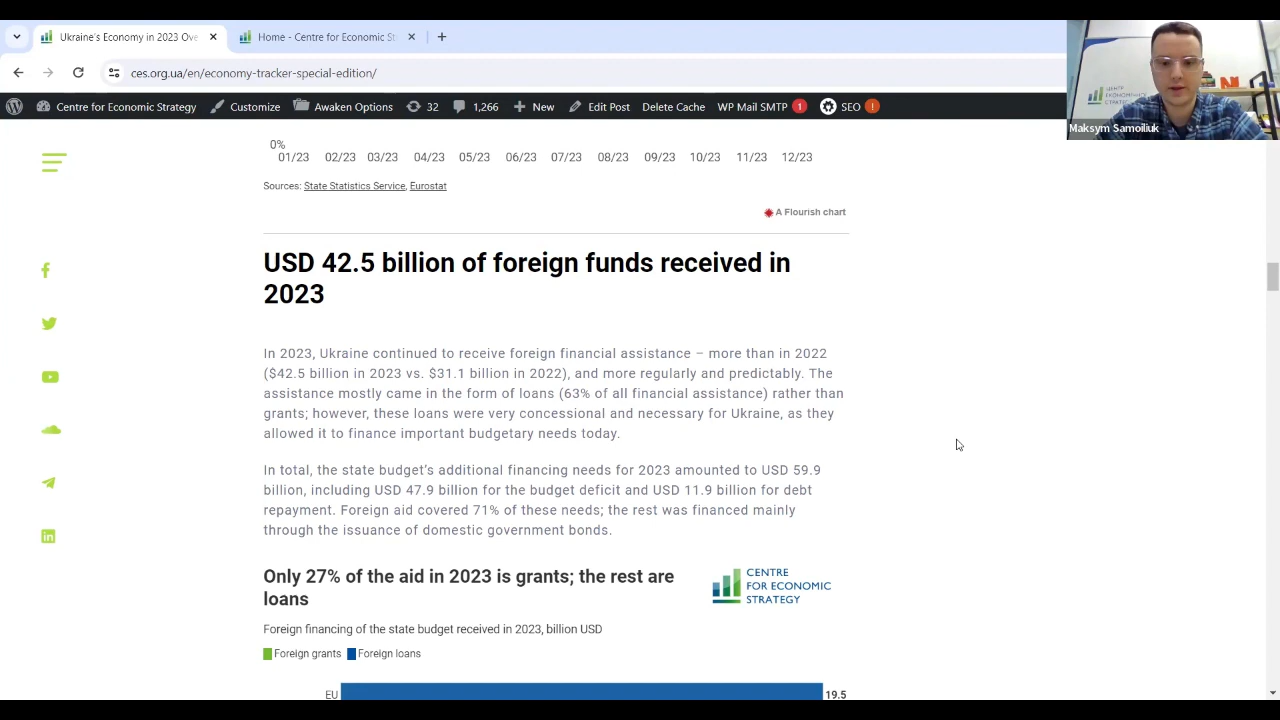 Ukraine's Economy in 2023 Ove
Home - Centre for Economic St
ces.org.ua/en/economy-tracker-special-edition/
Centre for Economic Strategy Customize Awaken Options 32 1,266 New Edit Post Delete Cache WP Mail SMTP 1 SEO !
ЦЕНТР
Maksym Samoiliuk
0%
01/23 02/23 03/23 04/23 05/23 06/23 07/23 08/23 09/23 10/23 11/23 12/23
Sources: State Statistics Service, Eurostat
A Flourish chart
USD 42.5 billion of foreign funds received in
2023
In 2023, Ukraine continued to receive foreign financial assistance – more than in 2022
($42.5 billion in 2023 vs. $31.1 billion in 2022), and more regularly and predictably. The
assistance mostly came in the form of loans (63% of all financial assistance) rather than
grants; however, these loans were very concessional and necessary for Ukraine, as they
allowed it to finance important budgetary needs today.
In total, the state budget's additional financing needs for 2023 amounted to USD 59.9
billion, including USD 47.9 billion for the budget deficit and USD 11.9 billion for debt
repayment. Foreign aid covered 71% of these needs; the rest was financed mainly
through the issuance of domestic government bonds.
Only 27% of the aid in 2023 is grants; the rest are
loans
CENTRE
FOR ECONOMIC
STRATEGY
Foreign financing of the state budget received in 2023, billion USD
Foreign grants Foreign loans
EU 19.5